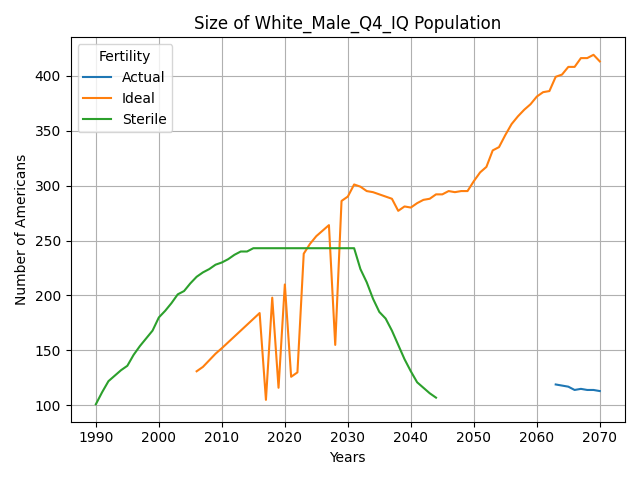 Size of White_Male_Q4_IQ Population
Fertility
Actual
Ideal
Sterile
Number of Americans
400
350
300
250
200
150
100
1990
2000
2010
2020
2030
2040
2050
2060
2070
Years